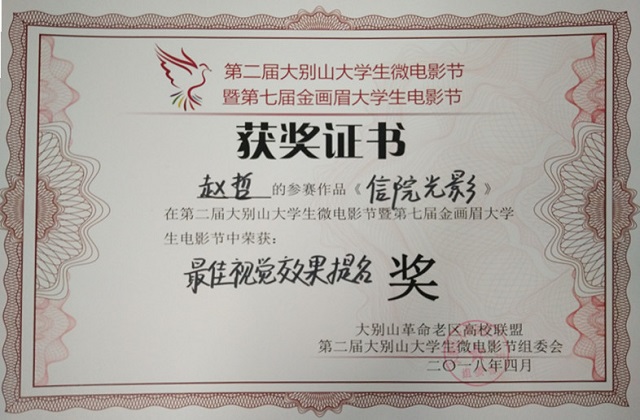 第二届大别山大学生微电影节
暨第七届金画眉大学生电影节
获奖证书
赵哲 的参赛作品《信院光影》
在第二届大别山大学生微电影节暨第七届金画眉大学
生电影节中荣获：
最佳视觉效果提名 奖
大别山革命老区高校联盟
第二届大别山大学生微电影节组委会
二〇一八年四月